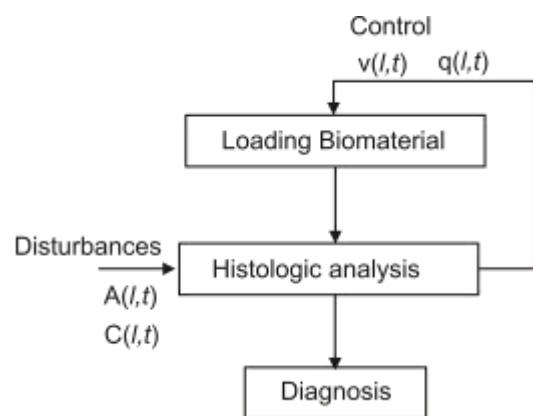 Control
v(l,t) q(l,t)
Loading Biomaterial
Disturbances
Histologic analysis
A(l,t)
C(l,t)
Diagnosis